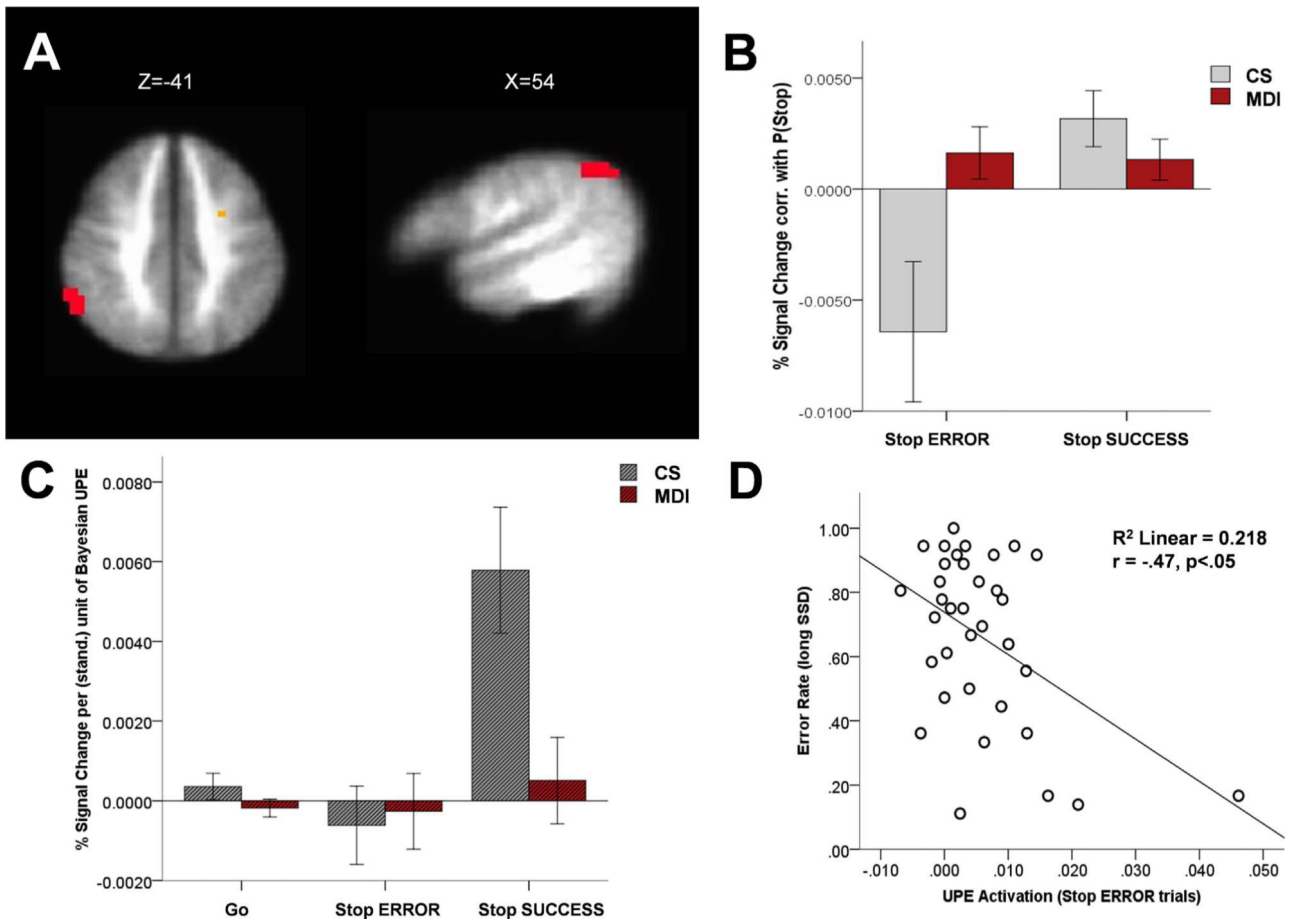 A
Z=-41
X=54
B
CS
MDI
% Signal Change corr. with P(Stop)
0.0050
0.0000
-0.0050
-0.0100
Stop ERROR
Stop SUCCESS
C
CS
MDI
% Signal Change per (stand.) unit of Bayesian UPE
0.0080
0.0060
0.0040
0.0020
0.0000
-0.0020
Go
Stop ERROR
Stop SUCCESS
D
R² Linear = 0.218
r = -.47, p<.05
Error Rate (long SSD)
1.00
.80
.60
.40
.20
.00
-.010
.000
.010
.020
.030
.040
.050
UPE Activation (Stop ERROR trials)